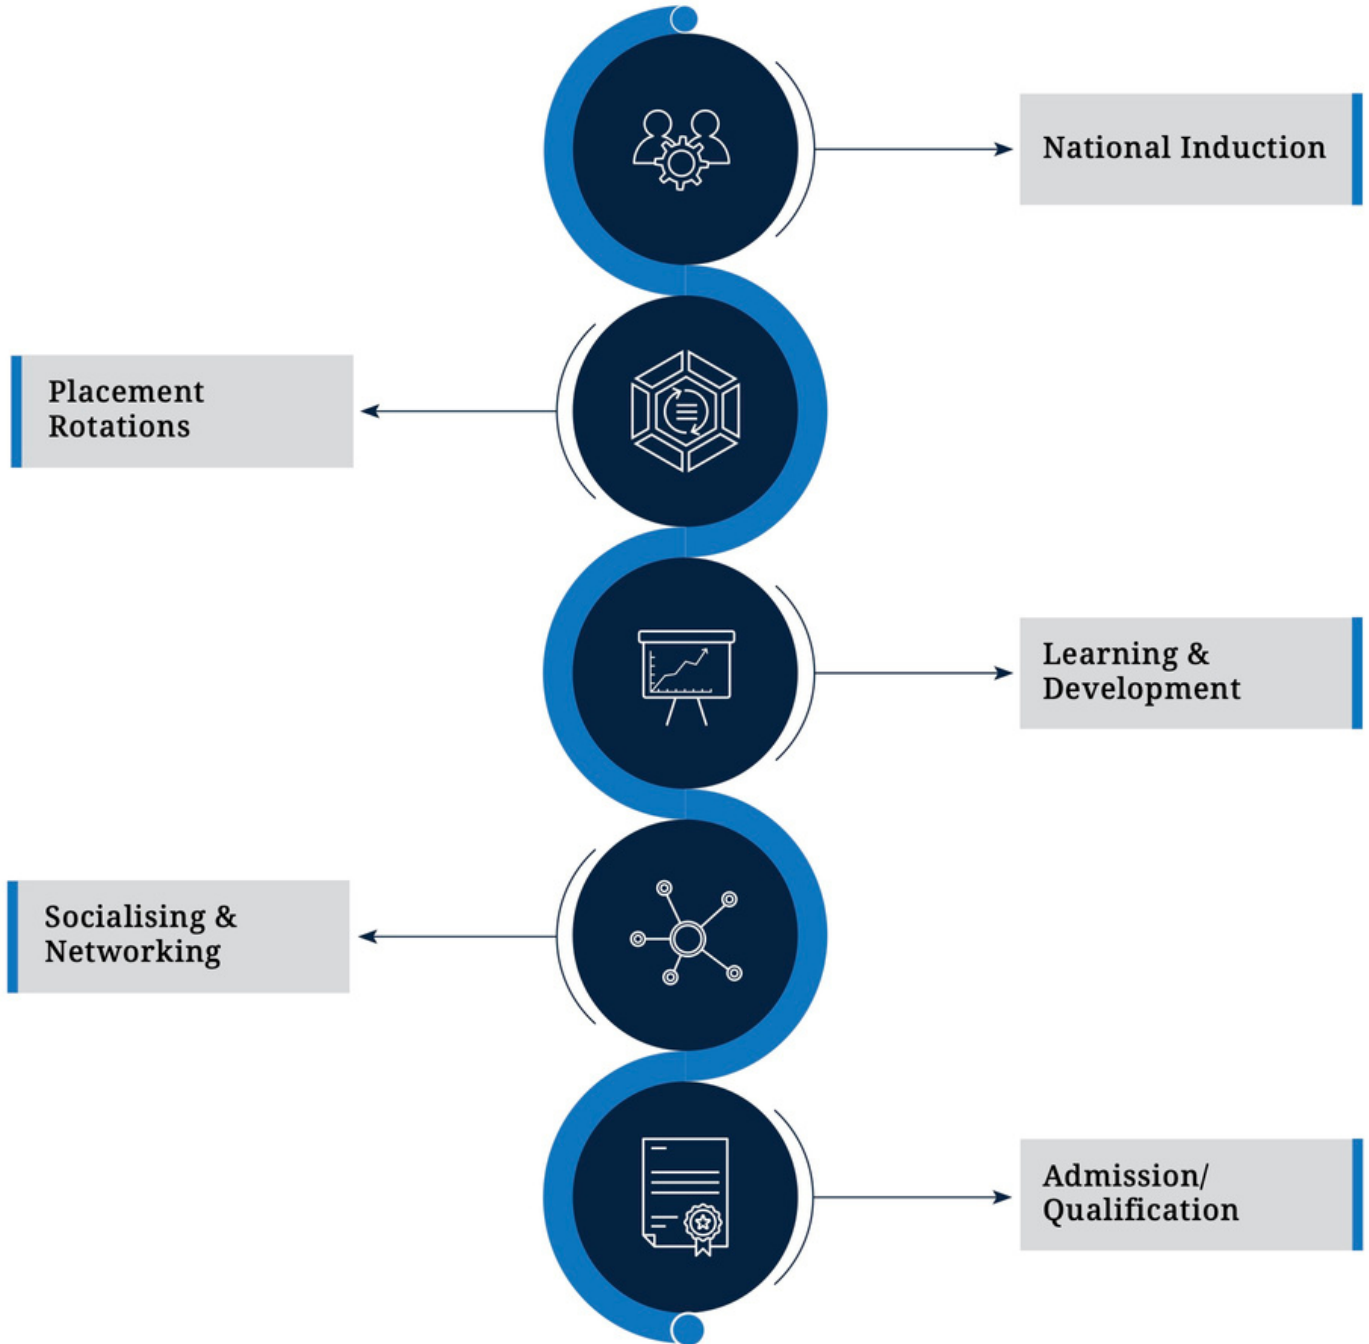 National Induction
Placement
Rotations
Learning &
Development
Socialising &
Networking
Admission/
Qualification